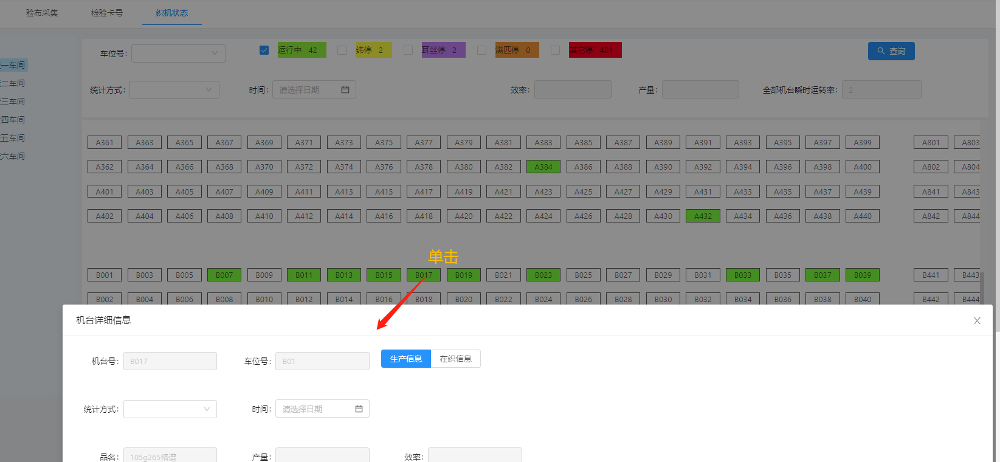 验布采集 检验卡号 织机状态
车位号: 运行中 42 纬停 2 耳丝停 2 满匹停 0 其它停 401 查询
一车间
二车间
三车间
四车间
五车间
六车间
统计方式: 时间: 请选择日期 效率: 产量: 全部机台瞬时运转率: 2
A361 A363 A365 A367 A369 A371 A373 A375 A377 A379 A381 A383 A385 A387 A389 A391 A393 A395 A397 A399 A801 A803
A362 A364 A366 A368 A370 A372 A374 A376 A378 A380 A382 A384 A386 A388 A390 A392 A394 A396 A398 A400 A802 A804
A401 A403 A405 A407 A409 A411 A413 A415 A417 A419 A421 A423 A425 A427 A429 A431 A433 A435 A437 A439 A841 A843
A402 A404 A406 A408 A410 A412 A414 A416 A418 A420 A422 A424 A426 A428 A430 A432 A434 A436 A438 A440 A842 A844
单击
B001 B003 B005 B007 B009 B011 B013 B015 B017 B019 B021 B023 B025 B027 B029 B031 B033 B035 B037 B039 B441 B443
B002 B004 B006 B008 B010 B012 B014 B016 B018 B020 B022 B024 B026 B028 B030 B032 B034 B036 B038 B040 B442 B444
机台详细信息
机台号: B017 车位号: B01 生产信息 在织信息
统计方式: 时间: 请选择日期
品名: 105g265格谱 产量: 效率: